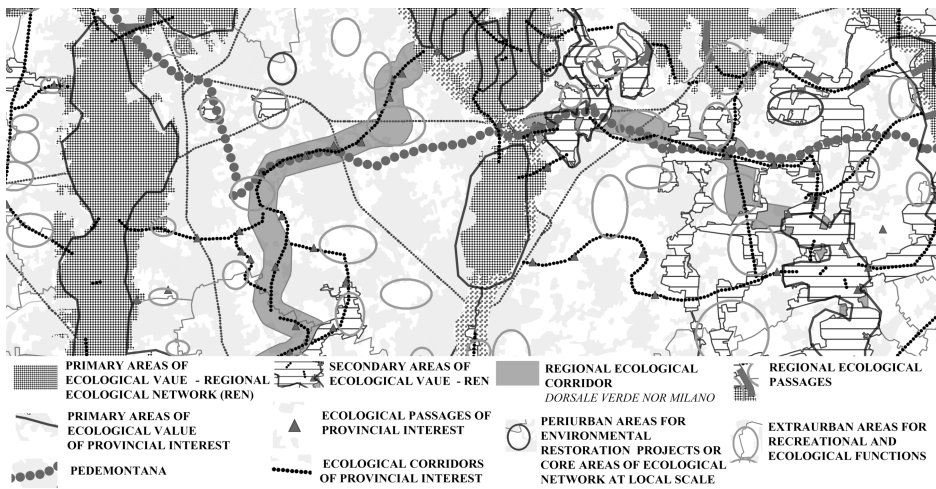 PRIMARY AREAS OF
ECOLOGICAL VAUE - REGIONAL
ECOLOGICAL NETWORK (REN)
SECONDARY AREAS OF
ECOLOGICAL VAUE - REN
REGIONAL ECOLOGICAL
CORRIDOR
DORSALE VERDE NOR MILANO
REGIONAL ECOLOGICAL
PASSAGES
PRIMARY AREAS OF
ECOLOGICAL VALUE
OF PROVINCIAL INTEREST
ECOLOGICAL PASSAGES OF
PROVINCIAL INTEREST
PERIURBAN AREAS FOR
ENVIRONMENTAL
RESTORATION PROJECTS OR
CORE AREAS OF ECOLOGICAL
NETWORK AT LOCAL SCALE
EXTRAURBAN AREAS FOR
RECREATIONAL AND
ECOLOGICAL FUNCTIONS
PEDEMONTANA
ECOLOGICAL CORRIDORS
OF PROVINCIAL INTEREST